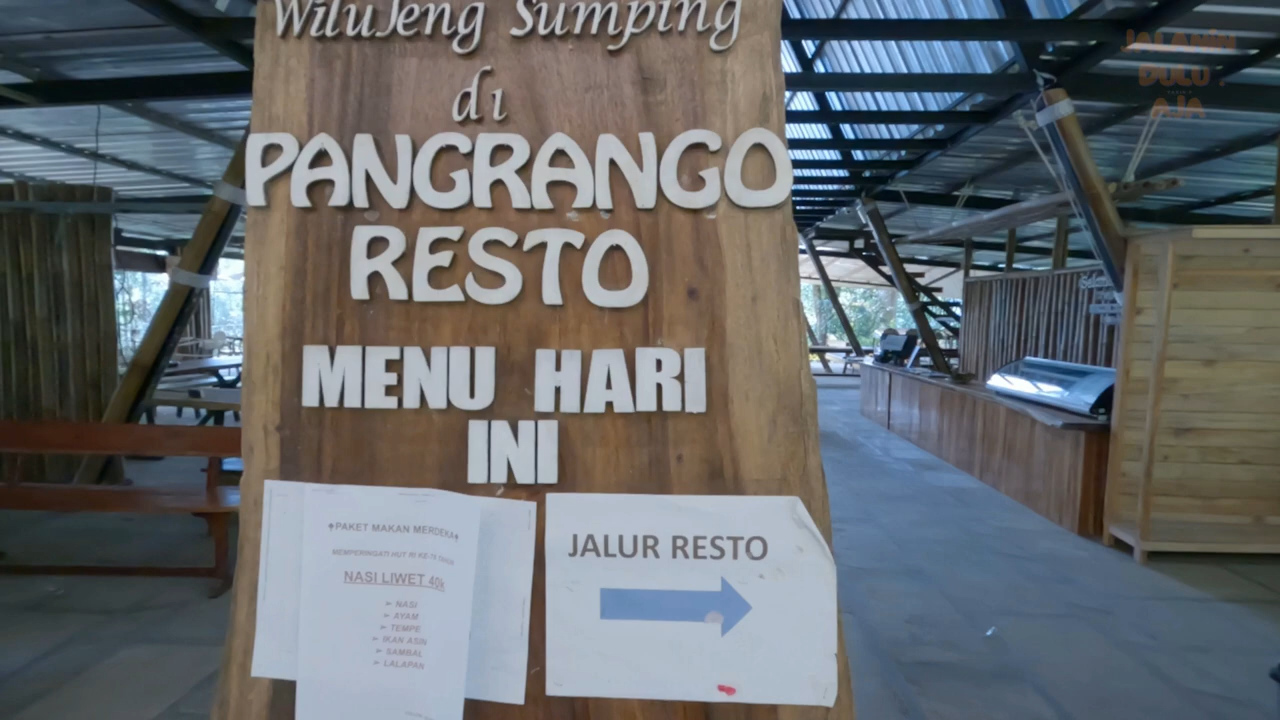 WiluJeng Sumping
di
PANGRANGO
RESTO
MENU HARI
INI
PAKET MAKAN MERDEKA
MEMPERINGATI HUT RI KE-75 TAHUN
NASI LIWET 40k
➢ NASI
➢ AYAM
➢ TEMPE
➢ IKAN ASIN
➢ SAMBAL
➢ LALAPAN
JALUR RESTO
JALANIN
DULU
AJA